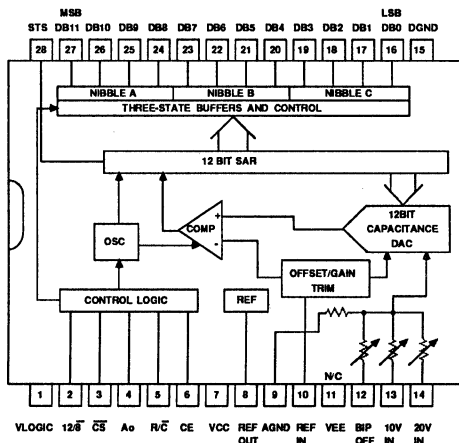 MSB LSB
STS DB11 DB10 DB9 DB8 DB7 DB6 DB5 DB4 DB3 DB2 DB1 DB0 DGND
28 27 26 25 24 23 22 21 20 19 18 17 16 15
NIBBLE A NIBBLE B NIBBLE C
THREE-STATE BUFFERS AND CONTROL
12 BIT SAR
+
COMP
-
12BIT
CAPACITANCE
DAC
OSC
OFFSET/GAIN
TRIM
CONTROL LOGIC
REF
N/C
1 2 3 4 5 6 7 8 9 10 11 12 13 14
VLOGIC 12/8̅ C̅S̅ Ao R/C̅ CE VCC REF AGND REF VEE BIP 10V 20V
OUT IN OFF IN IN